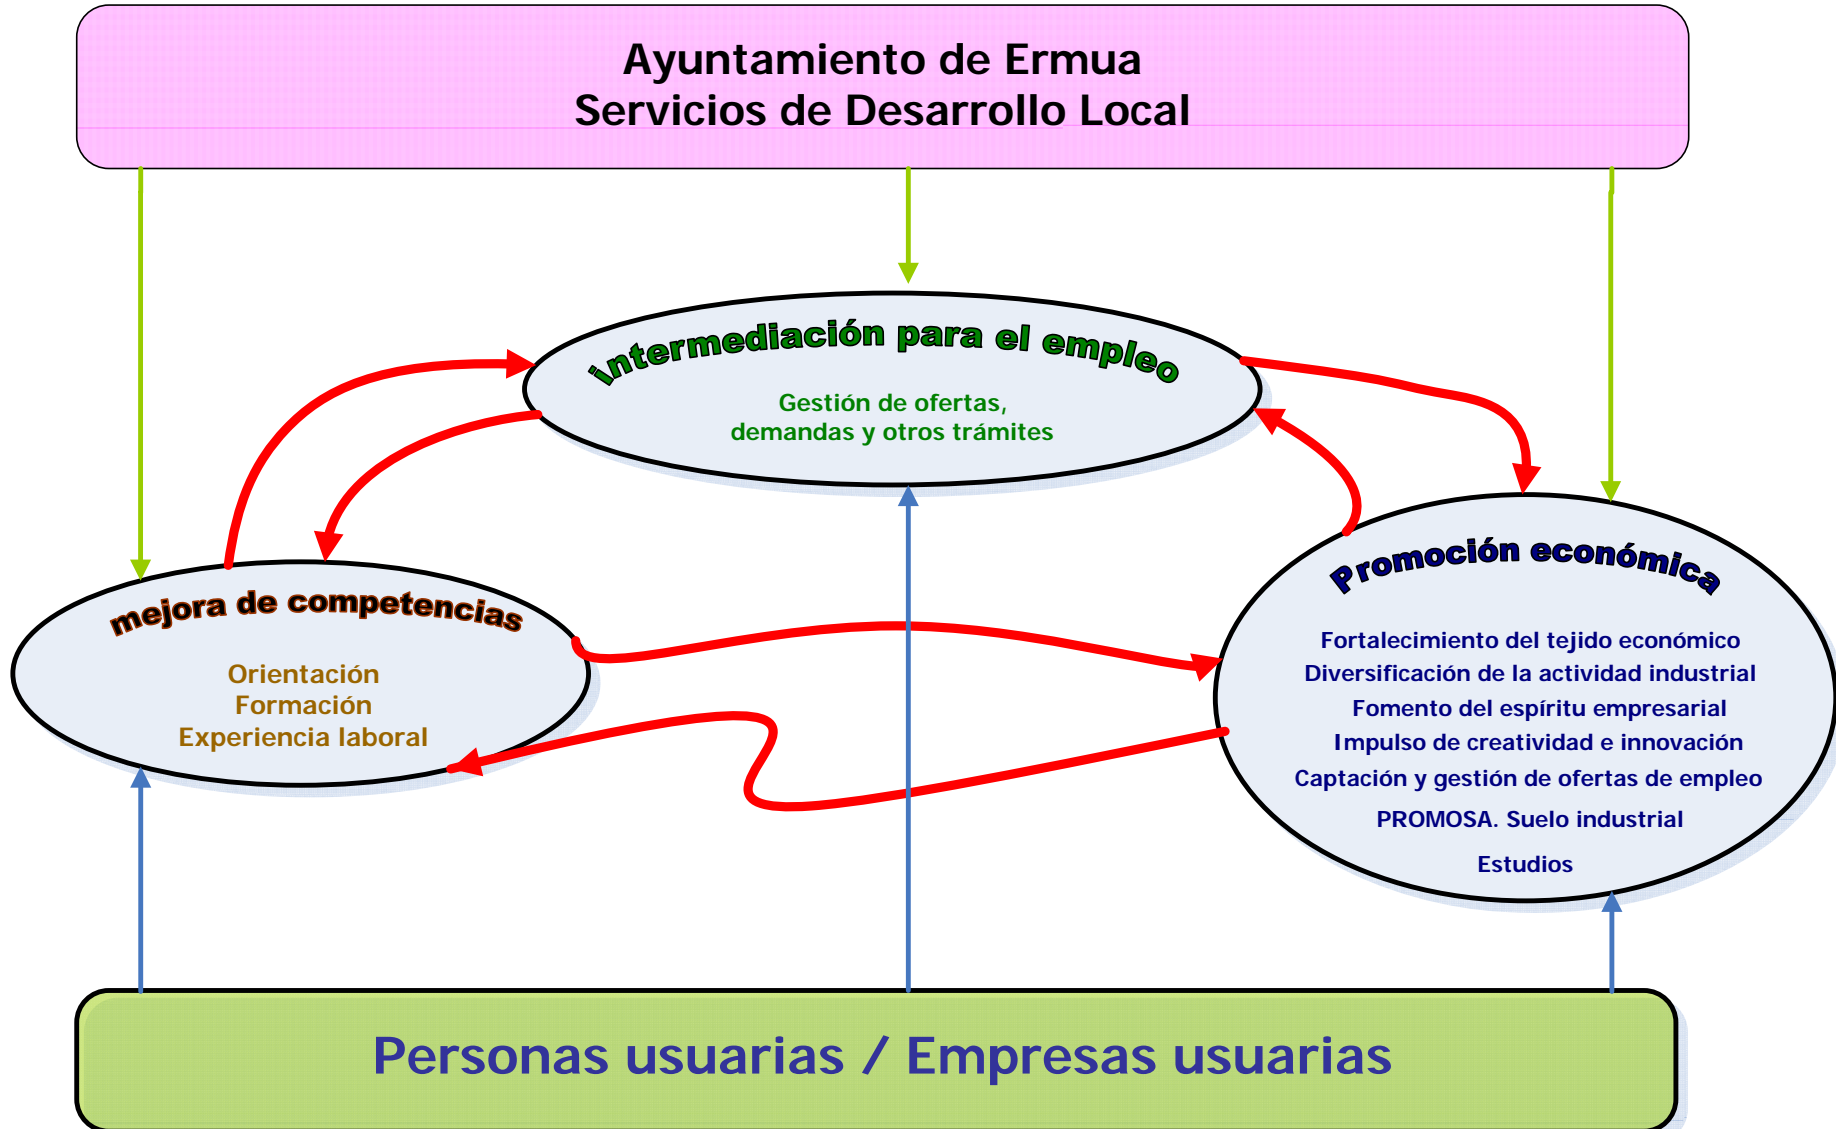 Ayuntamiento de Ermua
Servicios de Desarrollo Local
intermediación para el empleo
Gestión de ofertas,
demandas y otros trámites
mejora de competencias
Orientación
Formación
Experiencia laboral
Promoción económica
Fortalecimiento del tejido económico
Diversificación de la actividad industrial
Fomento del espíritu empresarial
Impulso de creatividad e innovación
Captación y gestión de ofertas de empleo
PROMOSA. Suelo industrial
Estudios
Personas usuarias / Empresas usuarias